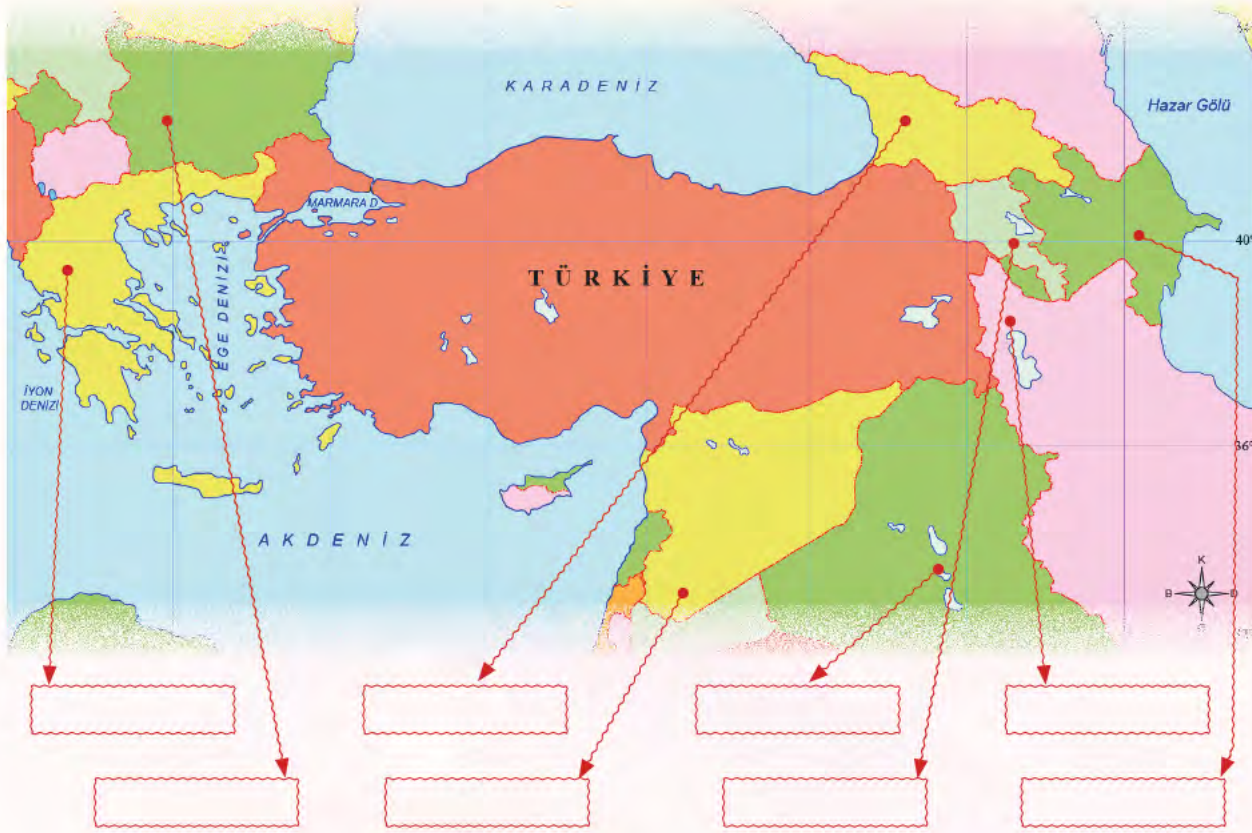 KARADENİZ
Hazar Gölü
MARMARA D.
40°
TÜRKİYE
EGE DENİZİ
İYON
DENİZİ
36°
AKDENİZ
K
B
D